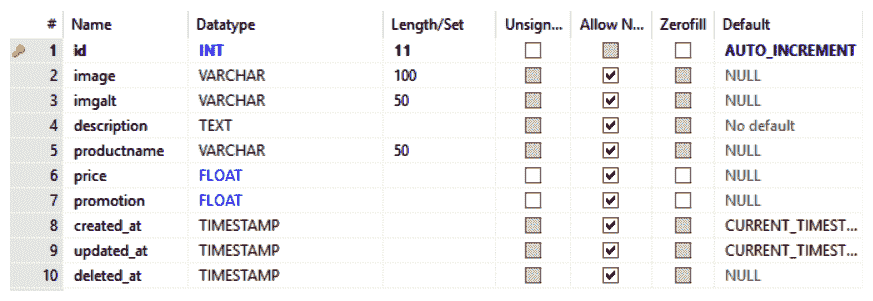 # Name Datatype Length/Set Unsign... Allow N... Zerofill Default
1 id INT 11 AUTO_INCREMENT
2 image VARCHAR 100 NULL
3 imgalt VARCHAR 50 NULL
4 description TEXT No default
5 productname VARCHAR 50 NULL
6 price FLOAT NULL
7 promotion FLOAT NULL
8 created_at TIMESTAMP CURRENT_TIMEST...
9 updated_at TIMESTAMP CURRENT_TIMEST...
10 deleted_at TIMESTAMP NULL